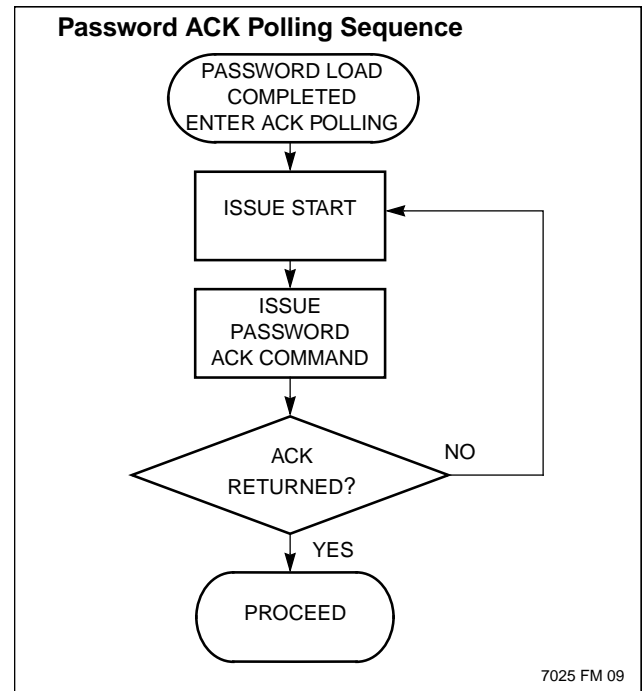 Password ACK Polling Sequence
PASSWORD LOAD
COMPLETED
ENTER ACK POLLING
ISSUE START
ISSUE
PASSWORD
ACK COMMAND
ACK
RETURNED?
NO
YES
PROCEED
7025 FM 09